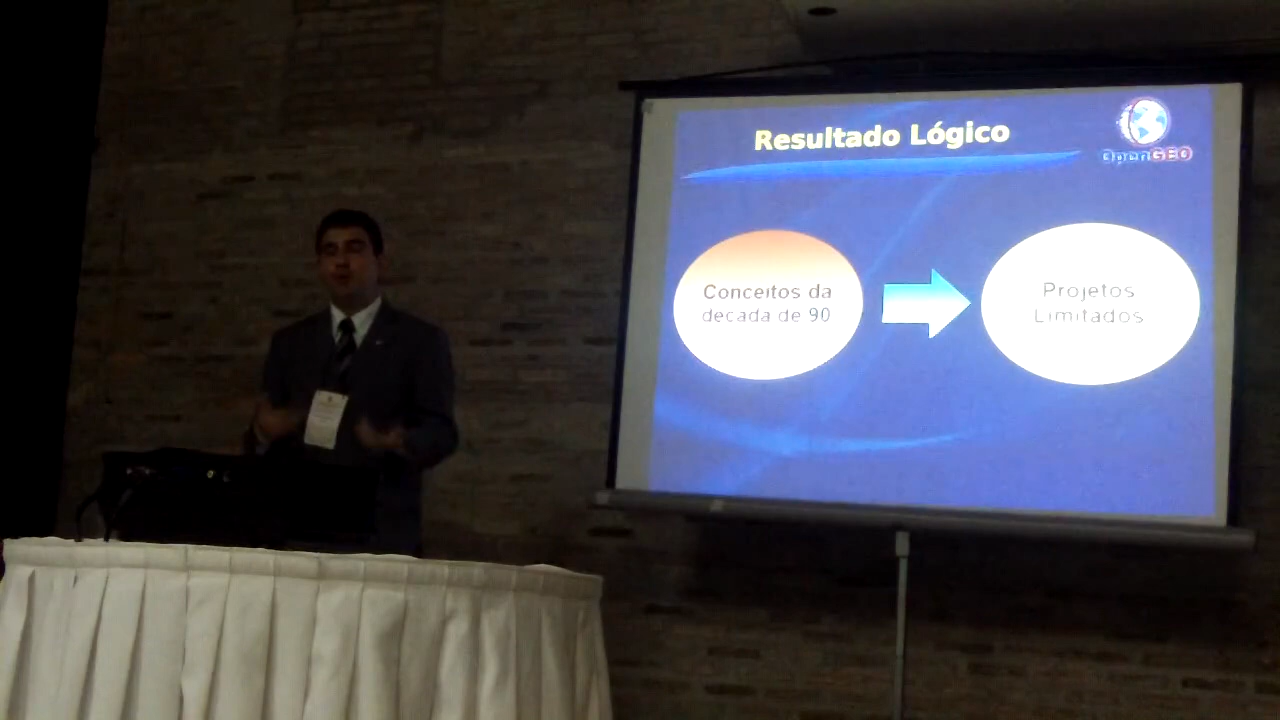 Resultado Lógico
OpenGEO
Conceitos da
decada de 90
Projetos
Limitados